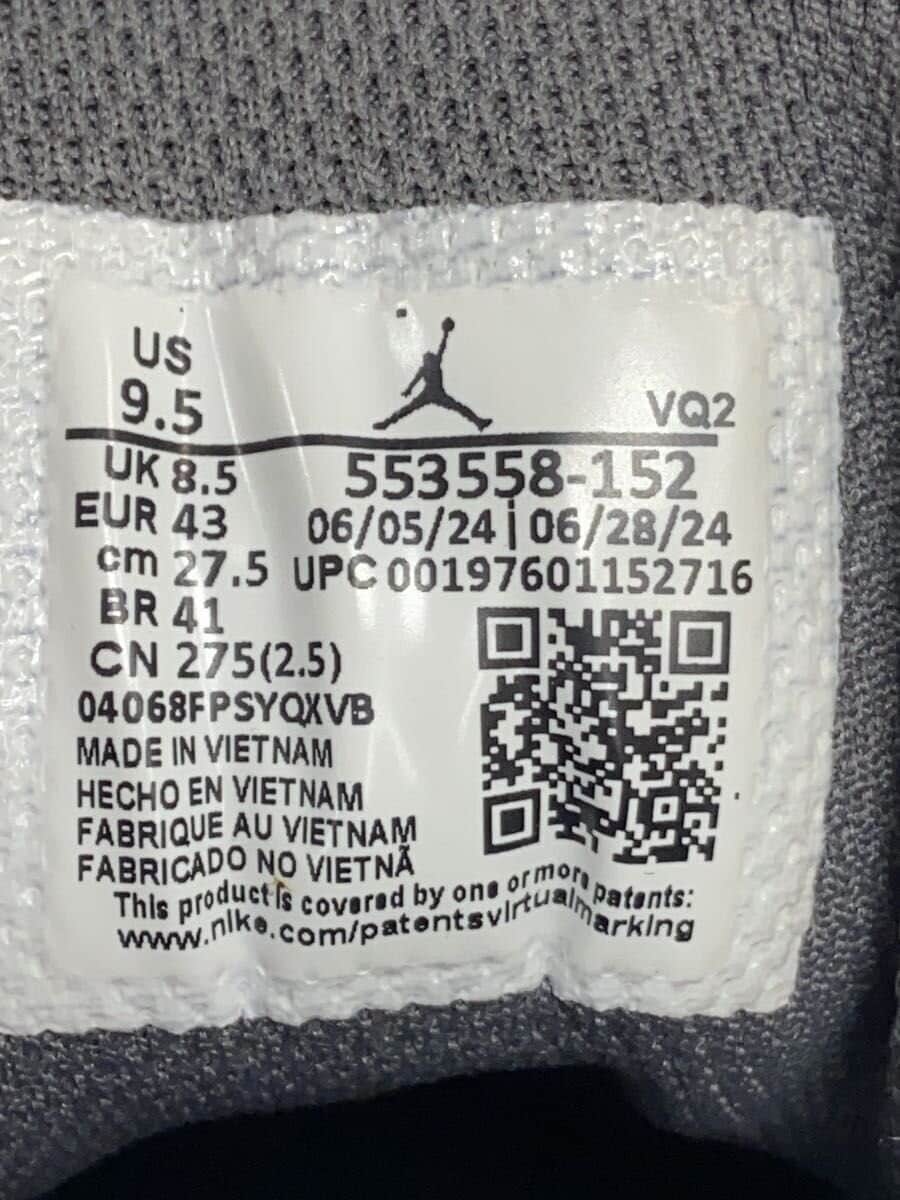 US
9.5
VQ2
UK 8.5
553558-152
EUR 43
06/05/24 | 06/28/24
cm 27.5
UPC 00197601152716
BR 41
CN 275(2.5)
04068FPSYQXVB
MADE IN VIETNAM
HECHO EN VIETNAM
FABRIQUE AU VIETNAM
FABRICADO NO VIETNÃ
This product is covered by one or more patents:
www.nike.com/patentsvirtualmarking